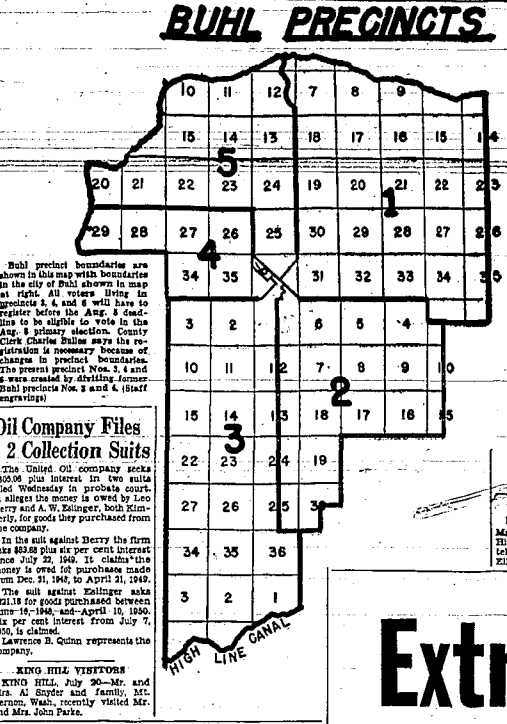 BUHL PRECINCTS
10 11 12 7 8 9
15 14 13 18 17 16 15 14
5
20 21 22 23 24 19 20 21 22 23
1
29 28 27 26 25 30 29 28 27 26
4
34 35 31 32 33 34 35
3 2 6 5 4
10 11 12 7 8 9 10
2
15 14 13 18 17 16 15
3
22 23 24 19
27 26 25 30
34 35 36
3 2 1
HIGH LINE CANAL
Buhl precinct boundaries are
shown in this map with boundaries
in the city of Buhl shown in map
at right. All voters living in
precincts 3, 4, and 5 will have to
register before the Aug. 5 dead-
line to be eligible to vote in the
Aug. 8 primary election. County
Clerk Charles Bulles says the re-
gistration is necessary because of
changes in precinct boundaries.
The present precinct Nos. 3, 4 and
5 were created by dividing former
Buhl precincts Nos. 3 and 4. (Staff
engravings)
Oil Company Files
2 Collection Suits
The United Oil company seeks
plus interest in two suits
filed Wednesday in probate court.
alleges the money is owed by Leo
Berry and A. W. Eslinger, both Kim-
berly, for goods they purchased from
the company.
In the suit against Berry the firm
asks $83.88 plus six per cent interest
since July 22, 1949. It claims the
money is owed for purchases made
from Dec. 31, 1948, to April 21, 1949.
The suit against Eslinger asks
for goods purchased between
June 16, 1948, and April 10, 1950.
Six per cent interest from July 7,
1950, is claimed.
Lawrence B. Quinn represents the
company.
KING HILL VISITORS
KING HILL, July 20—Mr. and
Mrs. Al Snyder and family, Mt.
Vernon, Wash., recently visited Mr.
and Mrs. John Parke.
Extr